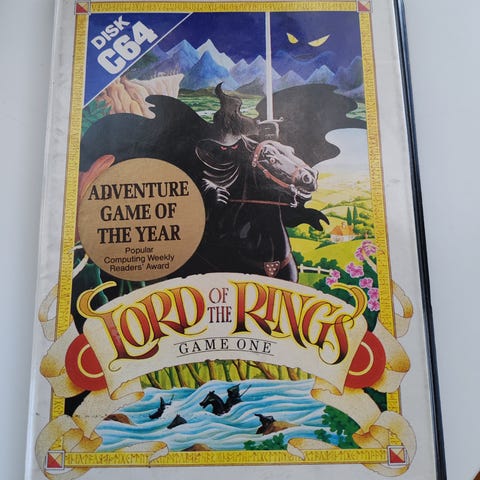 DISK
C64
ADVENTURE
GAME OF
THE YEAR
Popular
Computing Weekly
Readers' Award
LORD OF THE RINGS
GAME ONE